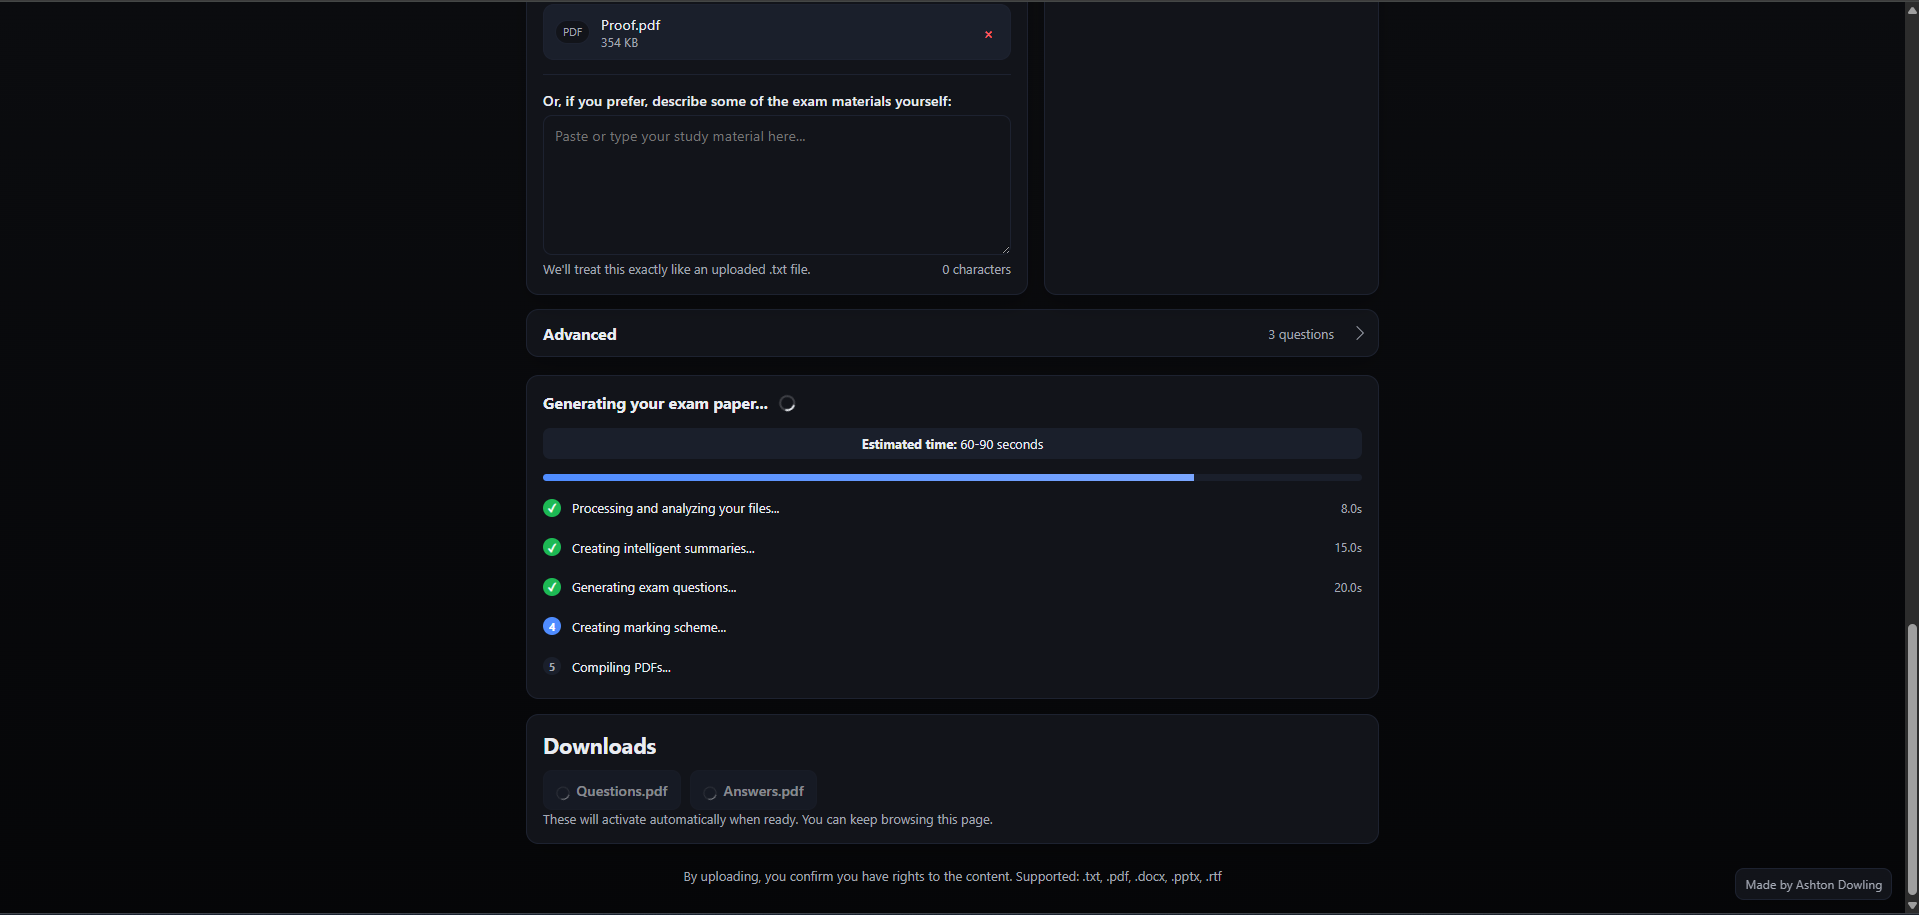 PDF
Proof.pdf
354 KB
×
Or, if you prefer, describe some of the exam materials yourself:
Paste or type your study material here...
We'll treat this exactly like an uploaded .txt file.
0 characters
Advanced
3 questions
Generating your exam paper...
Estimated time: 60-90 seconds
Processing and analyzing your files...
8.0s
Creating intelligent summaries...
15.0s
Generating exam questions...
20.0s
4 Creating marking scheme...
5 Compiling PDFs...
Downloads
Questions.pdf
Answers.pdf
These will activate automatically when ready. You can keep browsing this page.
By uploading, you confirm you have rights to the content. Supported: .txt, .pdf, .docx, .pptx, .rtf
Made by Ashton Dowling